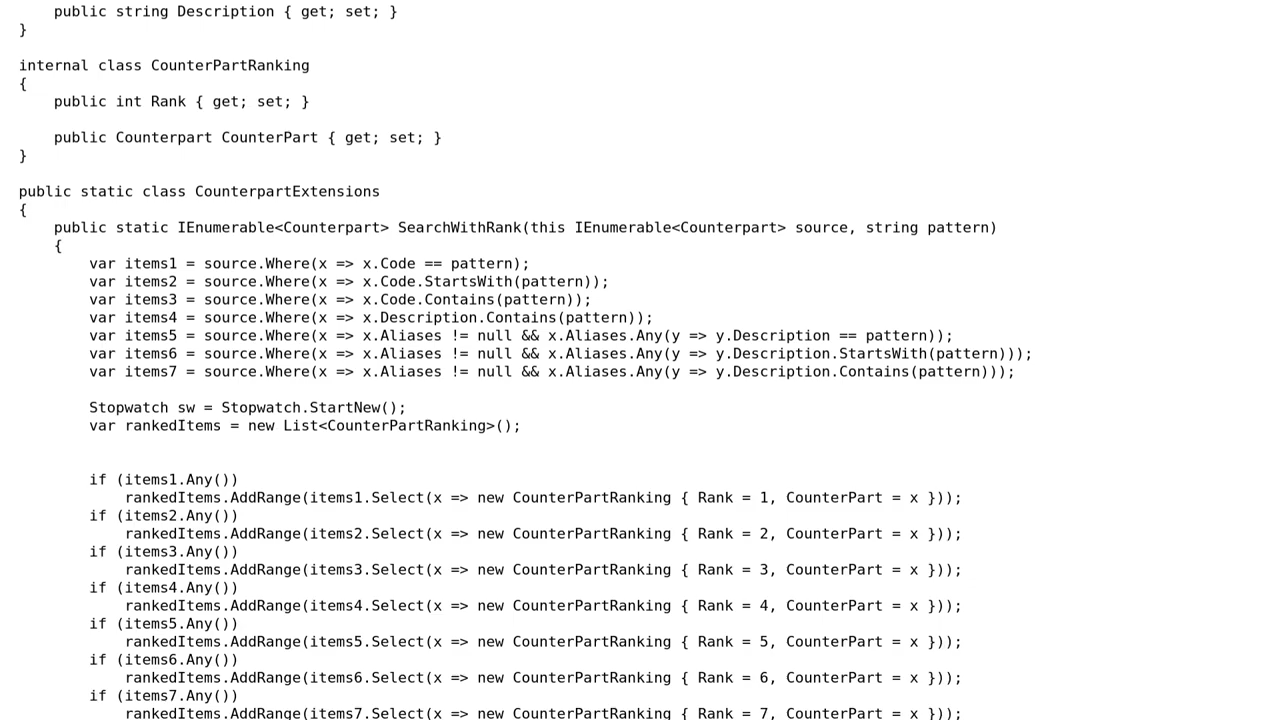 public string Description { get; set; }
}

internal class CounterPartRanking
{
    public int Rank { get; set; }

    public Counterpart CounterPart { get; set; }
}

public static class CounterpartExtensions
{
    public static IEnumerable<Counterpart> SearchWithRank(this IEnumerable<Counterpart> source, string pattern)
    {
        var items1 = source.Where(x => x.Code == pattern);
        var items2 = source.Where(x => x.Code.StartsWith(pattern));
        var items3 = source.Where(x => x.Code.Contains(pattern));
        var items4 = source.Where(x => x.Description.Contains(pattern));
        var items5 = source.Where(x => x.Aliases != null && x.Aliases.Any(y => y.Description == pattern));
        var items6 = source.Where(x => x.Aliases != null && x.Aliases.Any(y => y.Description.StartsWith(pattern)));
        var items7 = source.Where(x => x.Aliases != null && x.Aliases.Any(y => y.Description.Contains(pattern)));

        Stopwatch sw = Stopwatch.StartNew();
        var rankedItems = new List<CounterPartRanking>();


        if (items1.Any())
            rankedItems.AddRange(items1.Select(x => new CounterPartRanking { Rank = 1, CounterPart = x }));
        if (items2.Any())
            rankedItems.AddRange(items2.Select(x => new CounterPartRanking { Rank = 2, CounterPart = x }));
        if (items3.Any())
            rankedItems.AddRange(items3.Select(x => new CounterPartRanking { Rank = 3, CounterPart = x }));
        if (items4.Any())
            rankedItems.AddRange(items4.Select(x => new CounterPartRanking { Rank = 4, CounterPart = x }));
        if (items5.Any())
            rankedItems.AddRange(items5.Select(x => new CounterPartRanking { Rank = 5, CounterPart = x }));
        if (items6.Any())
            rankedItems.AddRange(items6.Select(x => new CounterPartRanking { Rank = 6, CounterPart = x }));
        if (items7.Any())
            rankedItems.AddRange(items7.Select(x => new CounterPartRanking { Rank = 7, CounterPart = x }));